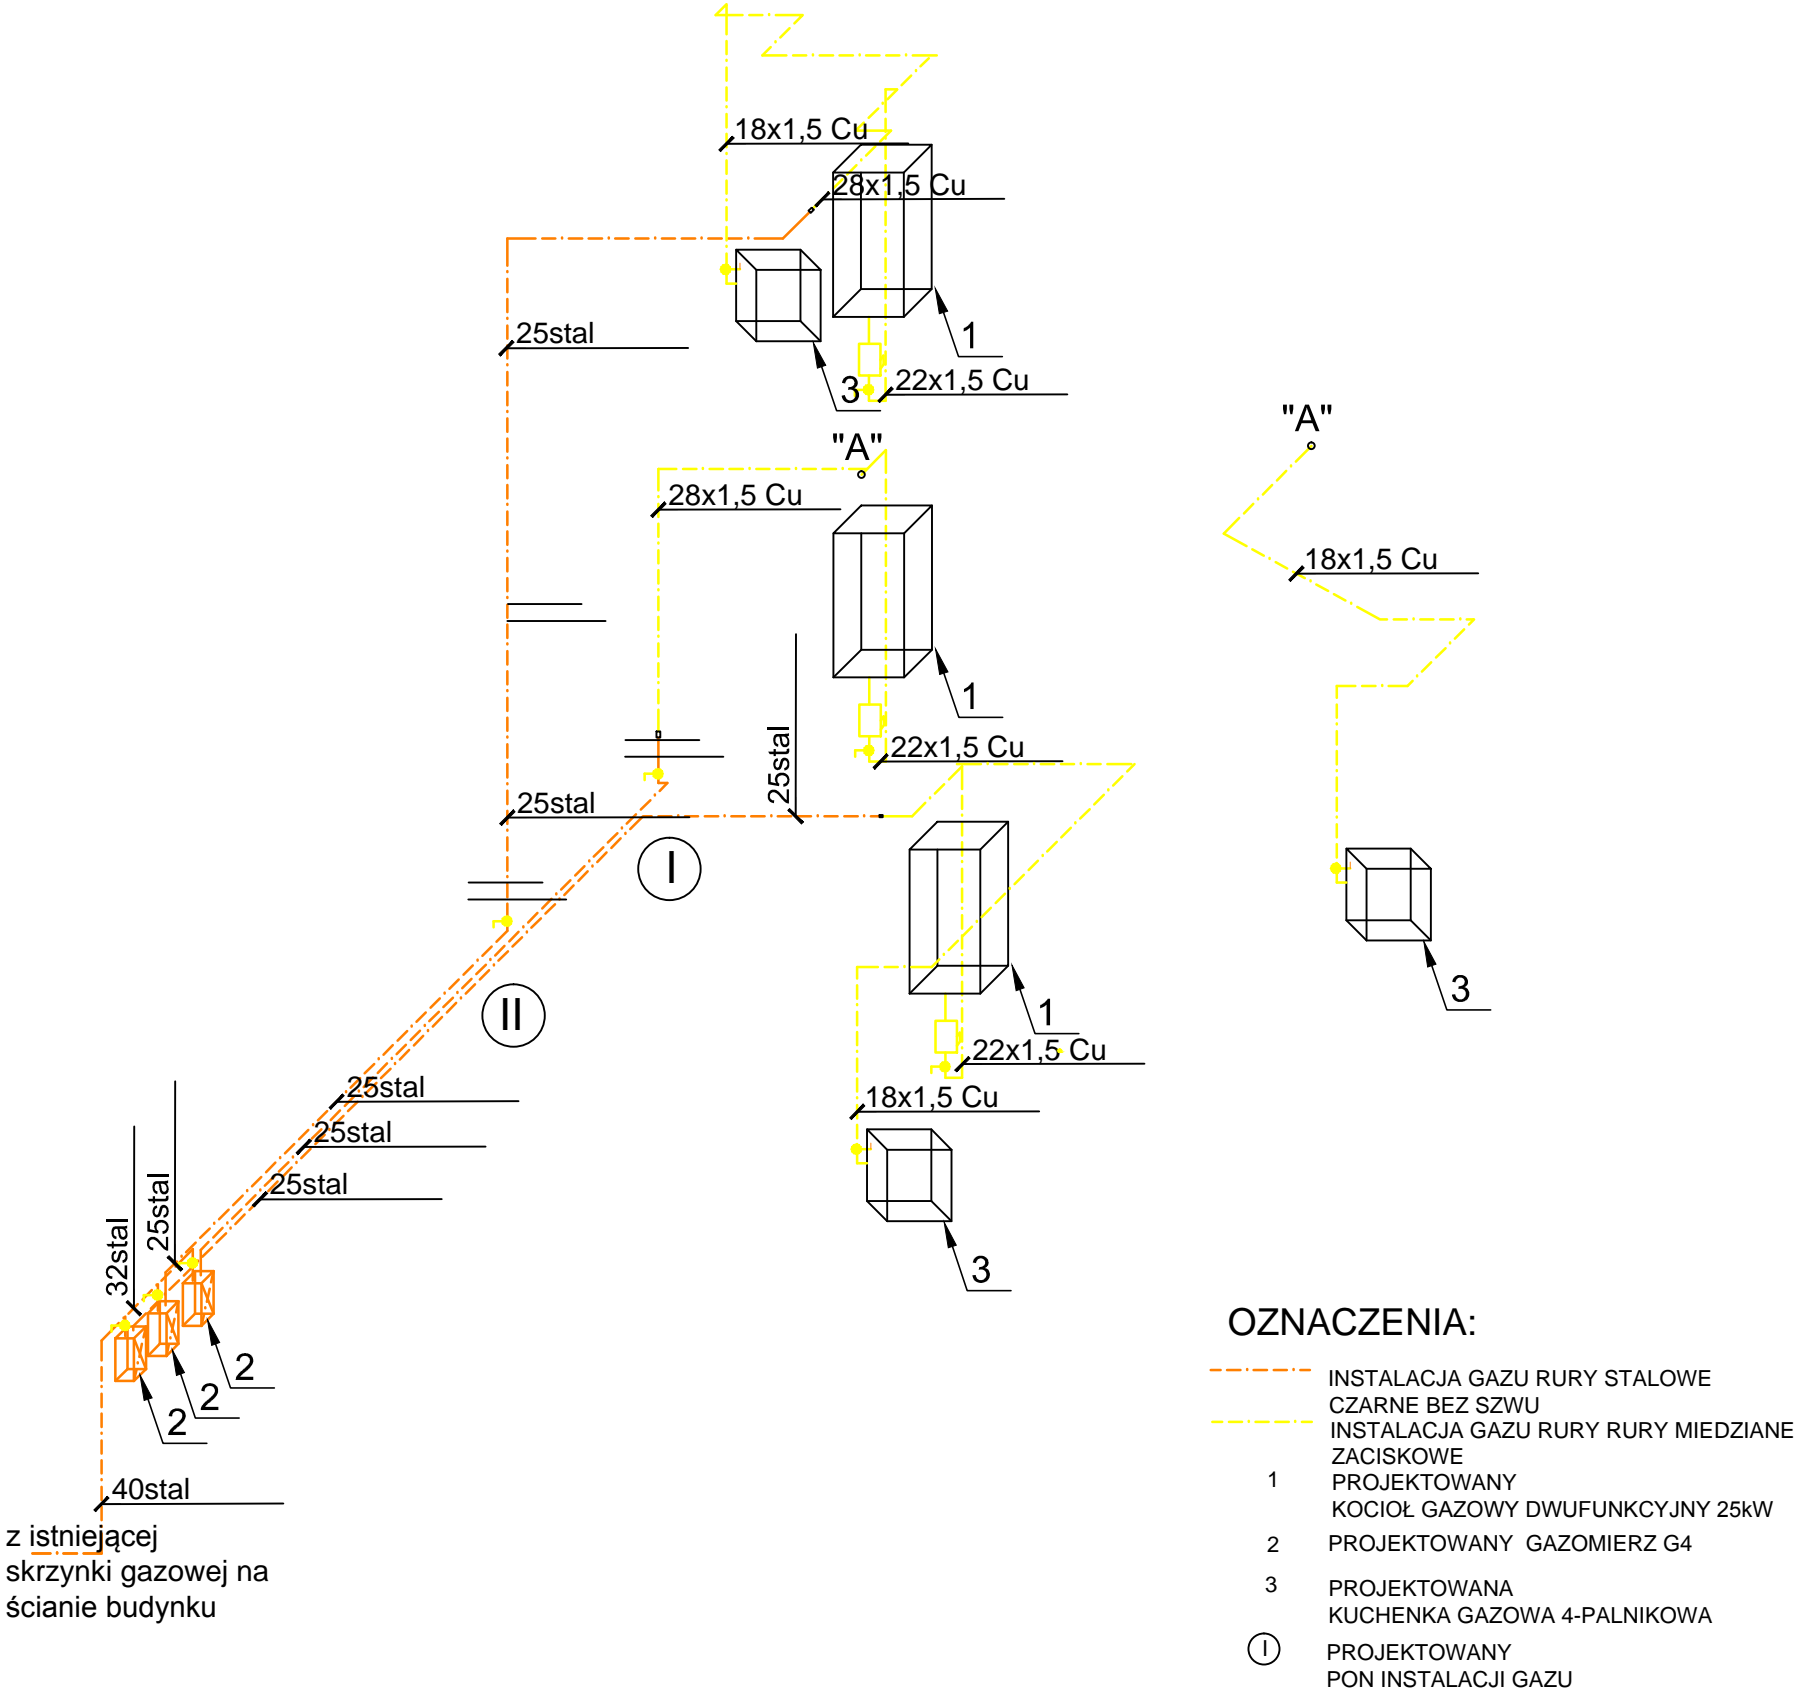 18x1,5 Cu
28x1,5 Cu
25stal
1
3
22x1,5 Cu
"A"
"A"
28x1,5 Cu
18x1,5 Cu
1
25stal
22x1,5 Cu
25stal
I
3
II
1
22x1,5 Cu
25stal
18x1,5 Cu
25stal
25stal
25stal
32stal
3
2
2
2
40stal
z istniejącej
skrzynki gazowej na
ścianie budynku
OZNACZENIA:
INSTALACJA GAZU RURY STALOWE
CZARNE BEZ SZWU
INSTALACJA GAZU RURY RURY MIEDZIANE
ZACISKOWE
1 PROJEKTOWANY
KOCIOŁ GAZOWY DWUFUNKCYJNY 25kW
2 PROJEKTOWANY GAZOMIERZ G4
3 PROJEKTOWANA
KUCHENKA GAZOWA 4-PALNIKOWA
I PROJEKTOWANY
PON INSTALACJI GAZU